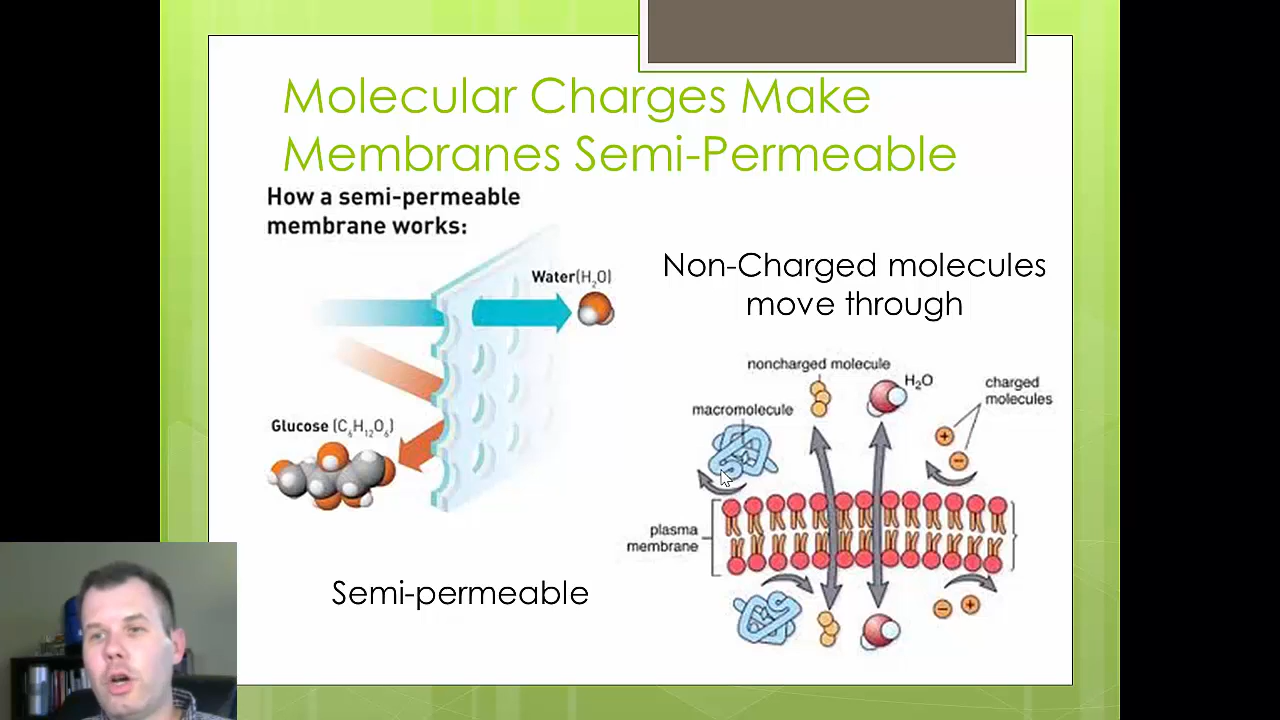 Molecular Charges Make
Membranes Semi-Permeable
How a semi-permeable
membrane works:
Water(H₂O)
Glucose (C₆H₁₂O₆)
Semi-permeable
Non-Charged molecules
move through
noncharged molecule
H₂O
charged
molecules
macromolecule
+
−
plasma
membrane
− +